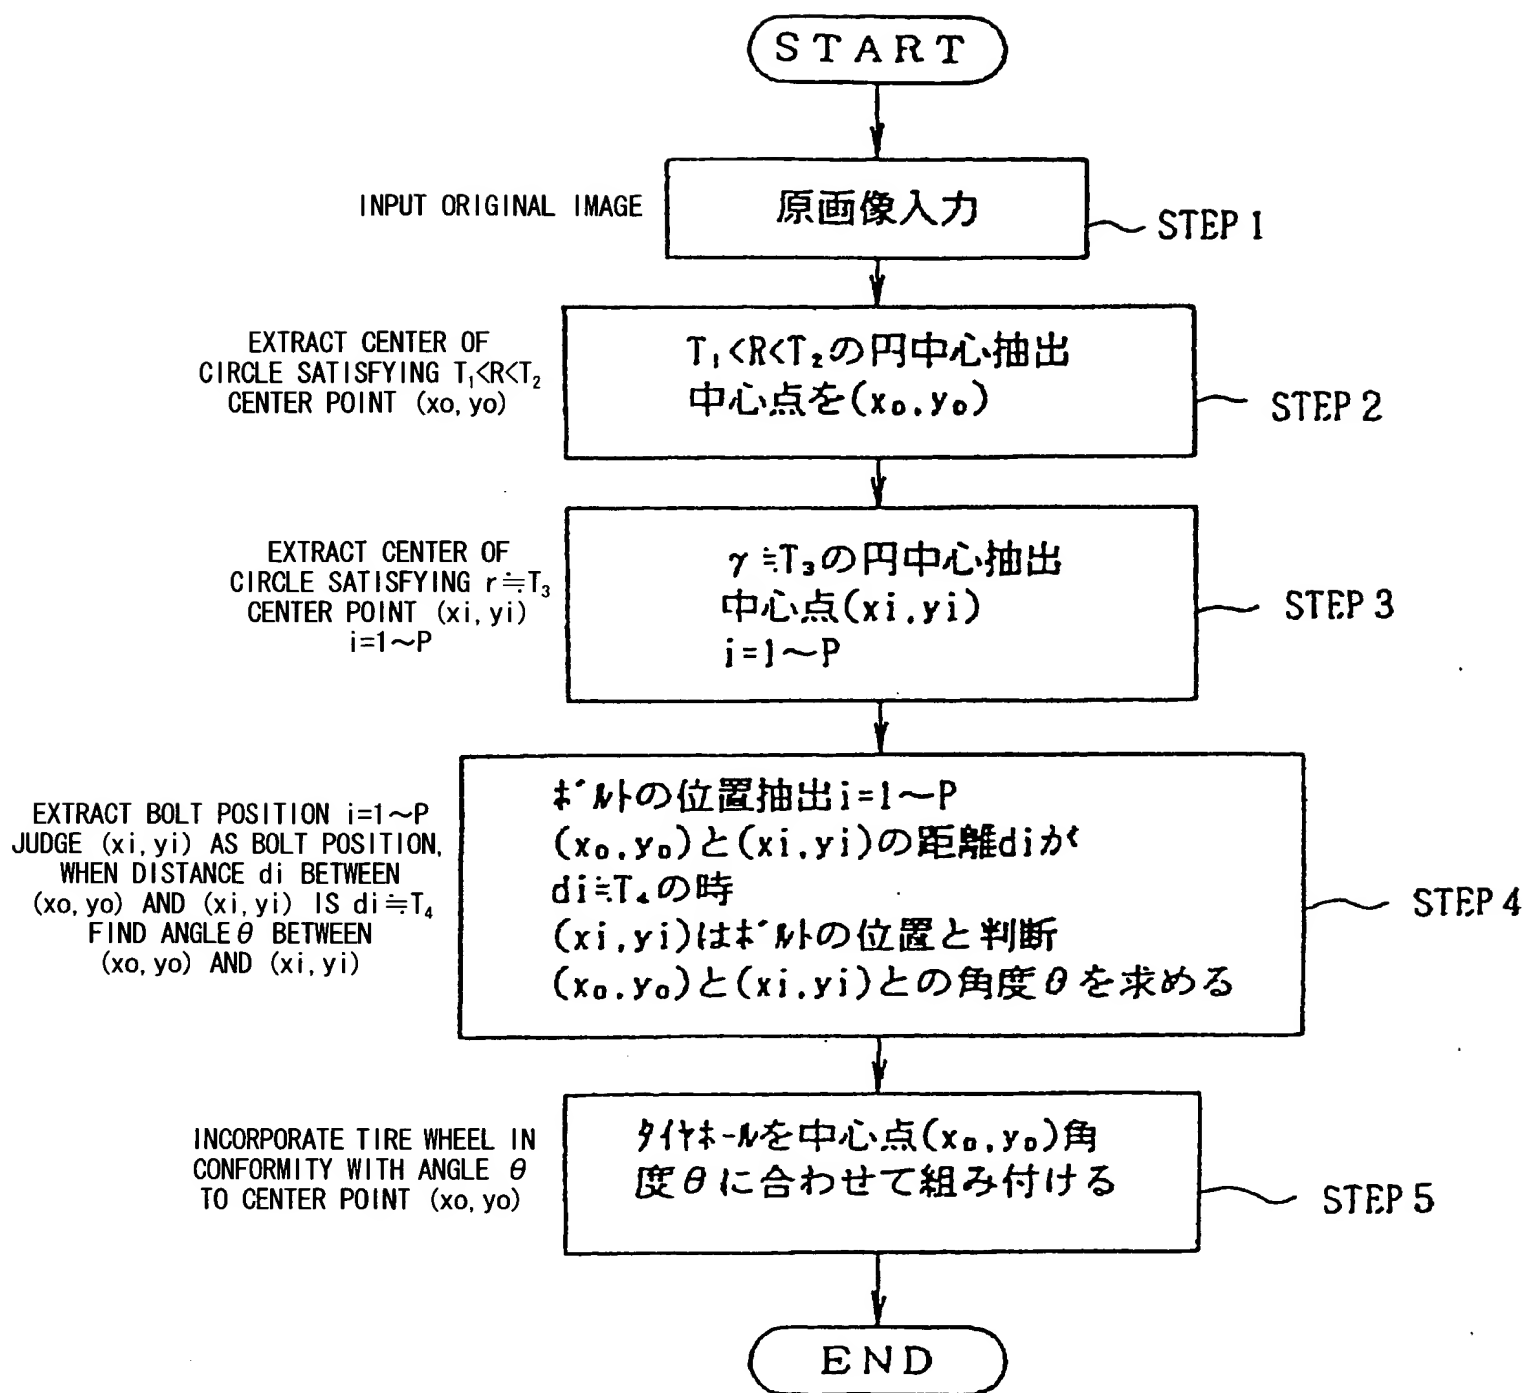 START
INPUT ORIGINAL IMAGE
原画像入力
STEP 1
EXTRACT CENTER OF
CIRCLE SATISFYING T₁<R<T₂
CENTER POINT (xo, yo)
T₁<R<T₂の円中心抽出
中心点を(x₀,y₀)
STEP 2
EXTRACT CENTER OF
CIRCLE SATISFYING r≒T₃
CENTER POINT (xi, yi)
i=1〜P
γ≒T₃の円中心抽出
中心点(xi,yi)
i=1〜P
STEP 3
EXTRACT BOLT POSITION i=1〜P
JUDGE (xi, yi) AS BOLT POSITION,
WHEN DISTANCE di BETWEEN
(xo, yo) AND (xi, yi) IS di≒T₄
FIND ANGLE θ BETWEEN
(xo, yo) AND (xi, yi)
ﾎﾞﾙﾄの位置抽出i=1〜P
(x₀,y₀)と(xi,yi)の距離diが
di≒T₄の時
(xi,yi)はﾎﾞﾙﾄの位置と判断
(x₀,y₀)と(xi,yi)との角度θを求める
STEP 4
INCORPORATE TIRE WHEEL IN
CONFORMITY WITH ANGLE θ
TO CENTER POINT (xo, yo)
ﾀｲﾔﾎｰﾙを中心点(x₀,y₀)角
度θに合わせて組み付ける
STEP 5
END